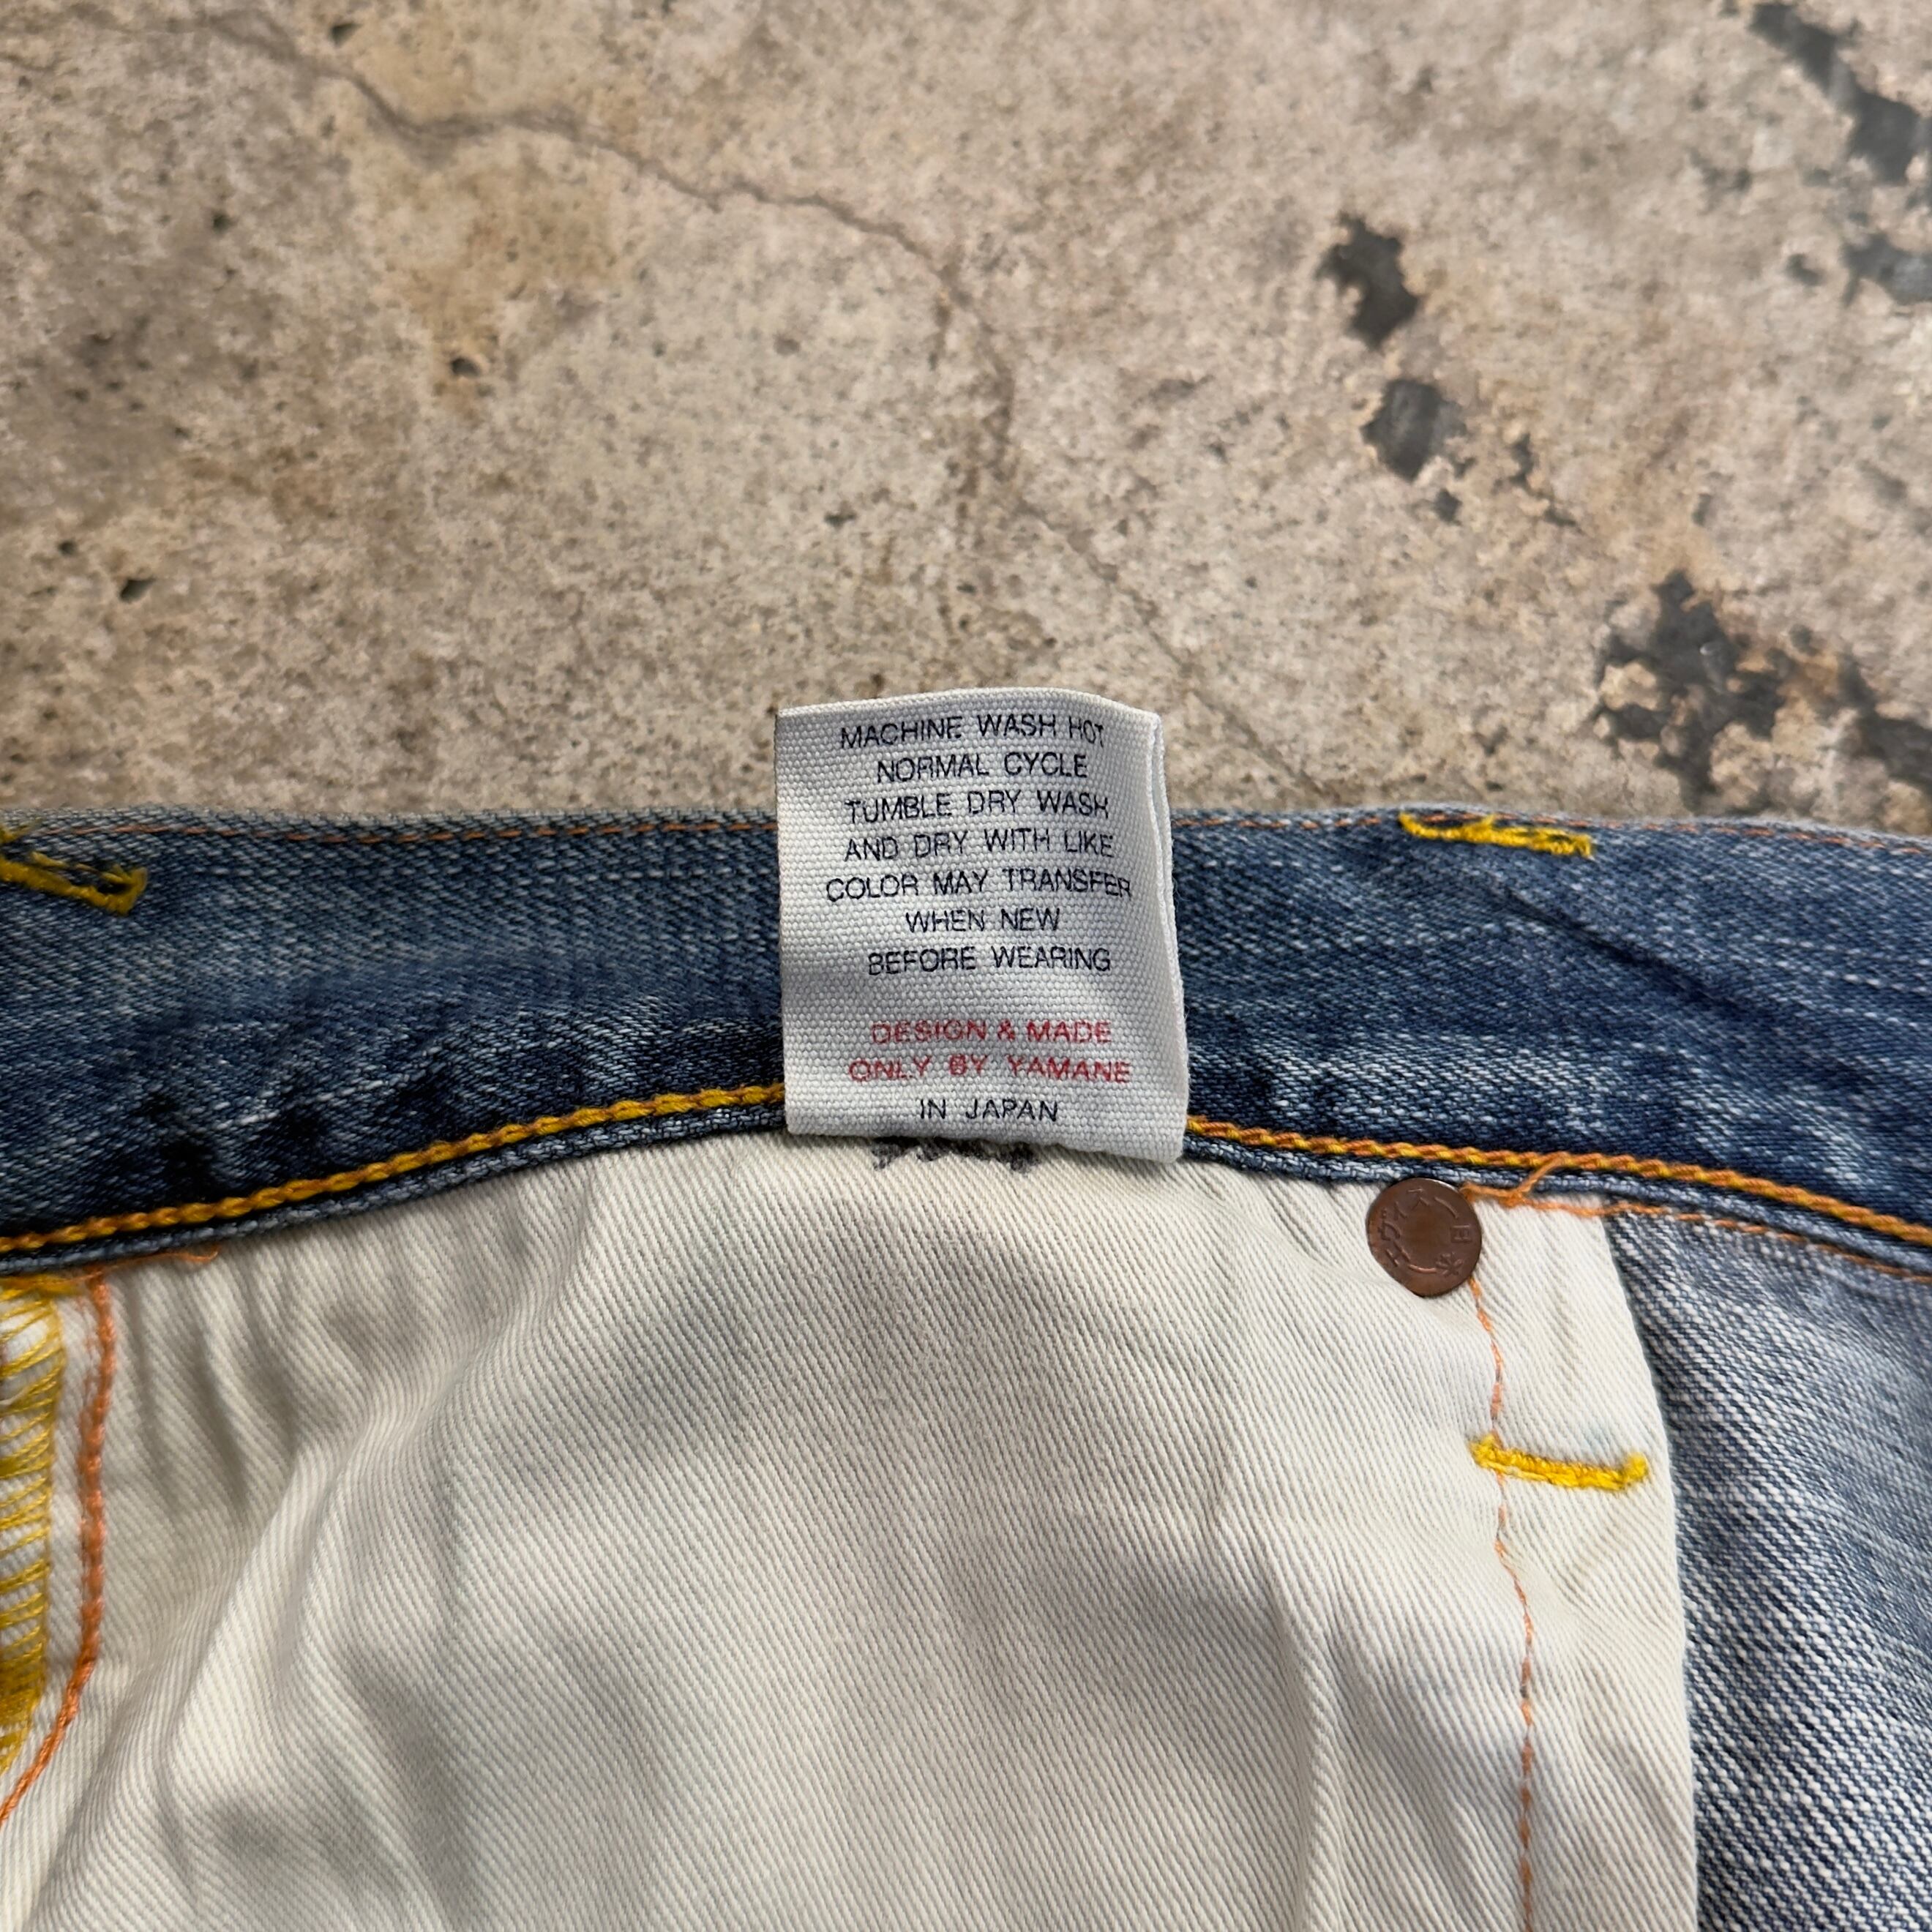 MACHINE WASH HOT
NORMAL CYCLE
TUMBLE DRY WASH
AND DRY WITH LIKE
COLOR MAY TRANSFER
WHEN NEW
BEFORE WEARING
DESIGN & MADE
ONLY BY YAMANE
IN JAPAN